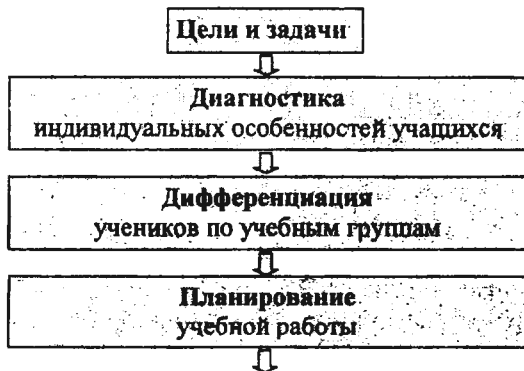 Цели и задачи
Диагностика
индивидуальных особенностей учащихся
Дифференциация
учеников по учебным группам
Планирование
учебной работы